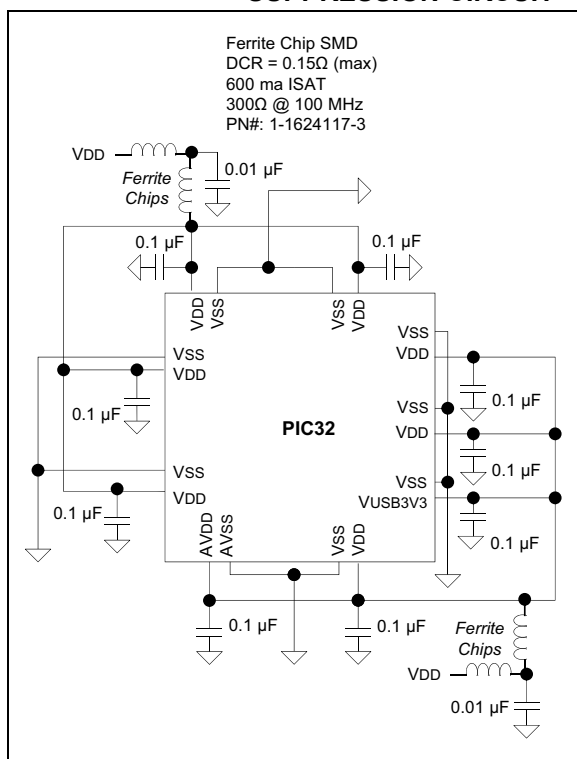 SUPPRESSION CIRCUIT
Ferrite Chip SMD
DCR = 0.15Ω (max)
600 ma ISAT
300Ω @ 100 MHz
PN#: 1-1624117-3
VDD
0.01 µF
Ferrite
Chips
0.1 µF
0.1 µF
VDD
VSS
VSS
VDD
VSS
VDD
VSS
VDD
0.1 µF
0.1 µF
VSS
VDD
PIC32
0.1 µF
VSS
VDD
0.1 µF
VSS
VUSB3V3
0.1 µF
AVDD
AVSS
VSS
VDD
0.1 µF
0.1 µF
Ferrite
Chips
VDD
0.01 µF